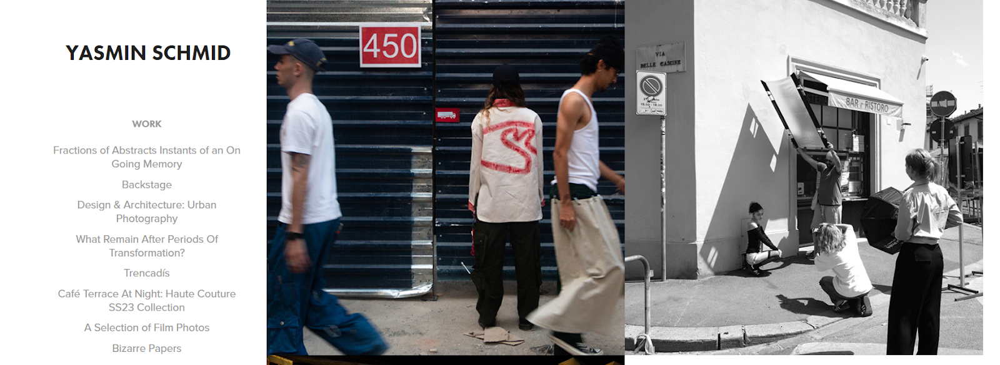 YASMIN SCHMID
WORK
Fractions of Abstracts Instants of an On
Going Memory
Backstage
Design & Architecture: Urban
Photography
What Remain After Periods Of
Transformation?
Trencadís
Café Terrace At Night: Haute Couture
SS23 Collection
A Selection of Film Photos
Bizarre Papers
450
VIA
DELLE CASCINE
BAR e RISTORO